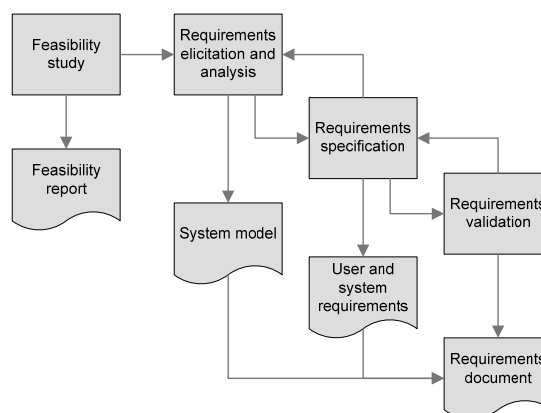 Feasibility
study
Requirements
elicitation and
analysis
Requirements
specification
Feasibility
report
Requirements
validation
System model
User and
system
requirements
Requirements
document